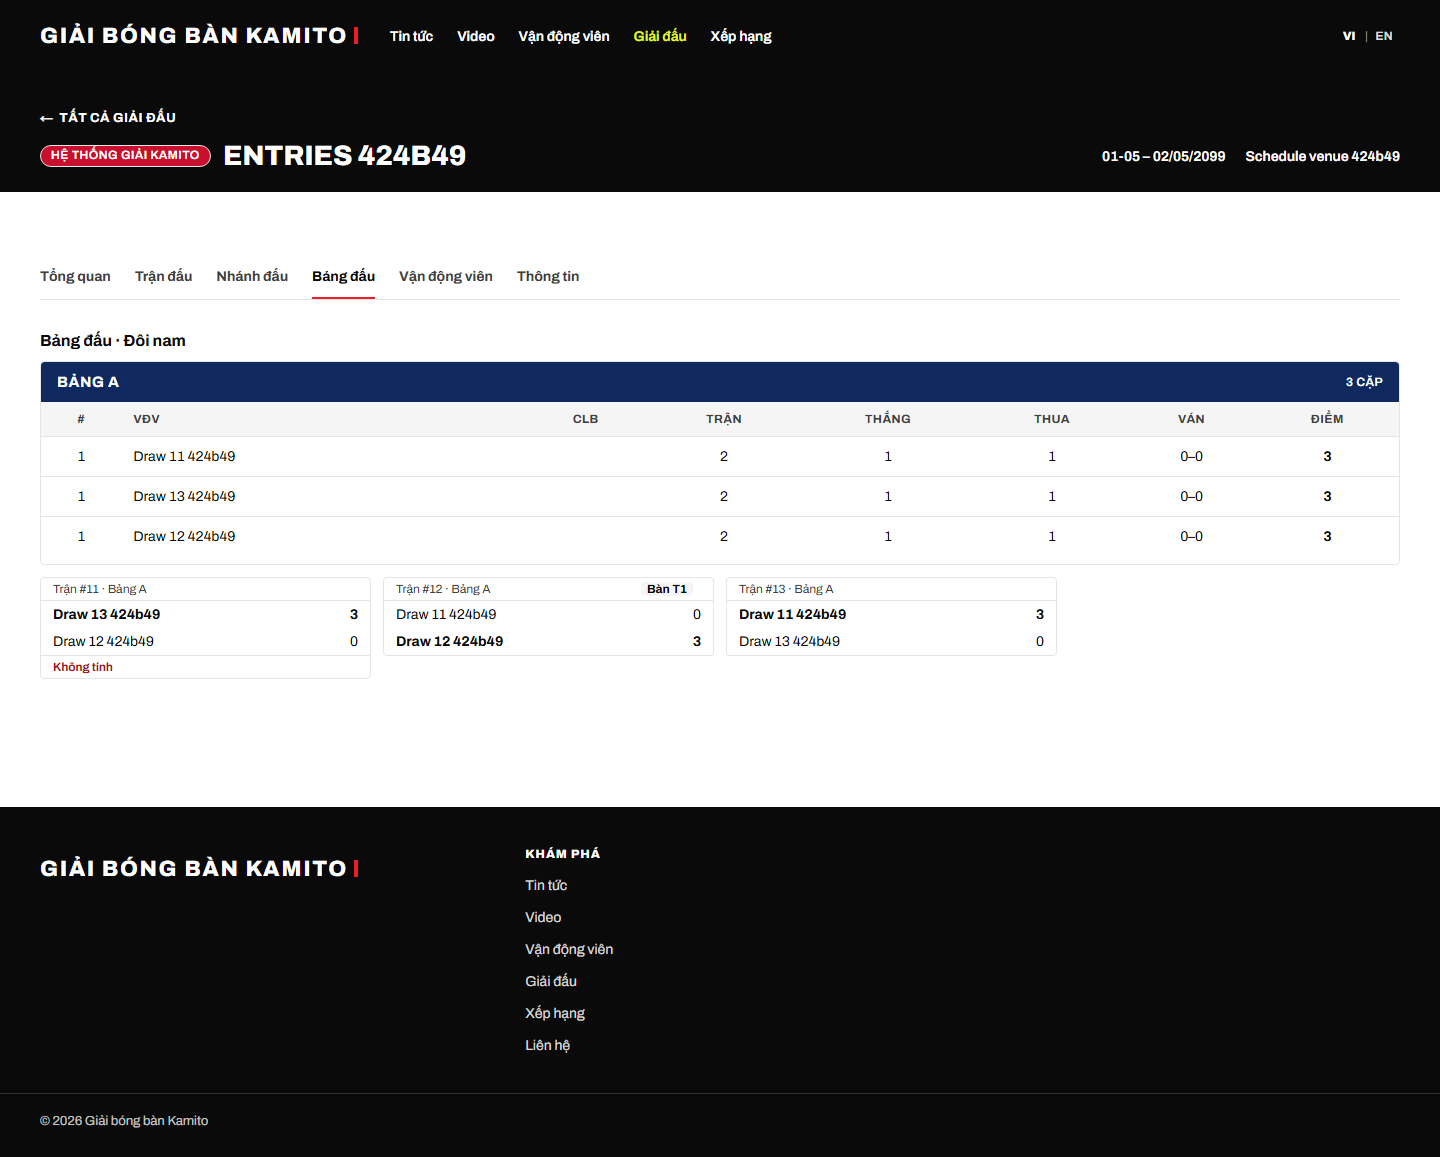 GIẢI BÓNG BÀN KAMITO
Tin tức Video Vận động viên Giải đấu Xếp hạng
VI | EN
← TẤT CẢ GIẢI ĐẤU
HỆ THỐNG GIẢI KAMITO ENTRIES 424B49
01-05 – 02/05/2099 Schedule venue 424b49
Tổng quan Trận đấu Nhánh đấu Bảng đấu Vận động viên Thông tin
Bảng đấu · Đôi nam
BẢNG A 3 CẶP
# VĐV CLB TRẬN THẮNG THUA VÁN ĐIỂM
1 Draw 11 424b49 2 1 1 0–0 3
1 Draw 13 424b49 2 1 1 0–0 3
1 Draw 12 424b49 2 1 1 0–0 3
Trận #11 · Bảng A
Draw 13 424b49 3
Draw 12 424b49 0
Không tính
Trận #12 · Bảng A Bàn T1
Draw 11 424b49 0
Draw 12 424b49 3
Trận #13 · Bảng A
Draw 11 424b49 3
Draw 13 424b49 0
GIẢI BÓNG BÀN KAMITO
KHÁM PHÁ
Tin tức
Video
Vận động viên
Giải đấu
Xếp hạng
Liên hệ
© 2026 Giải bóng bàn Kamito